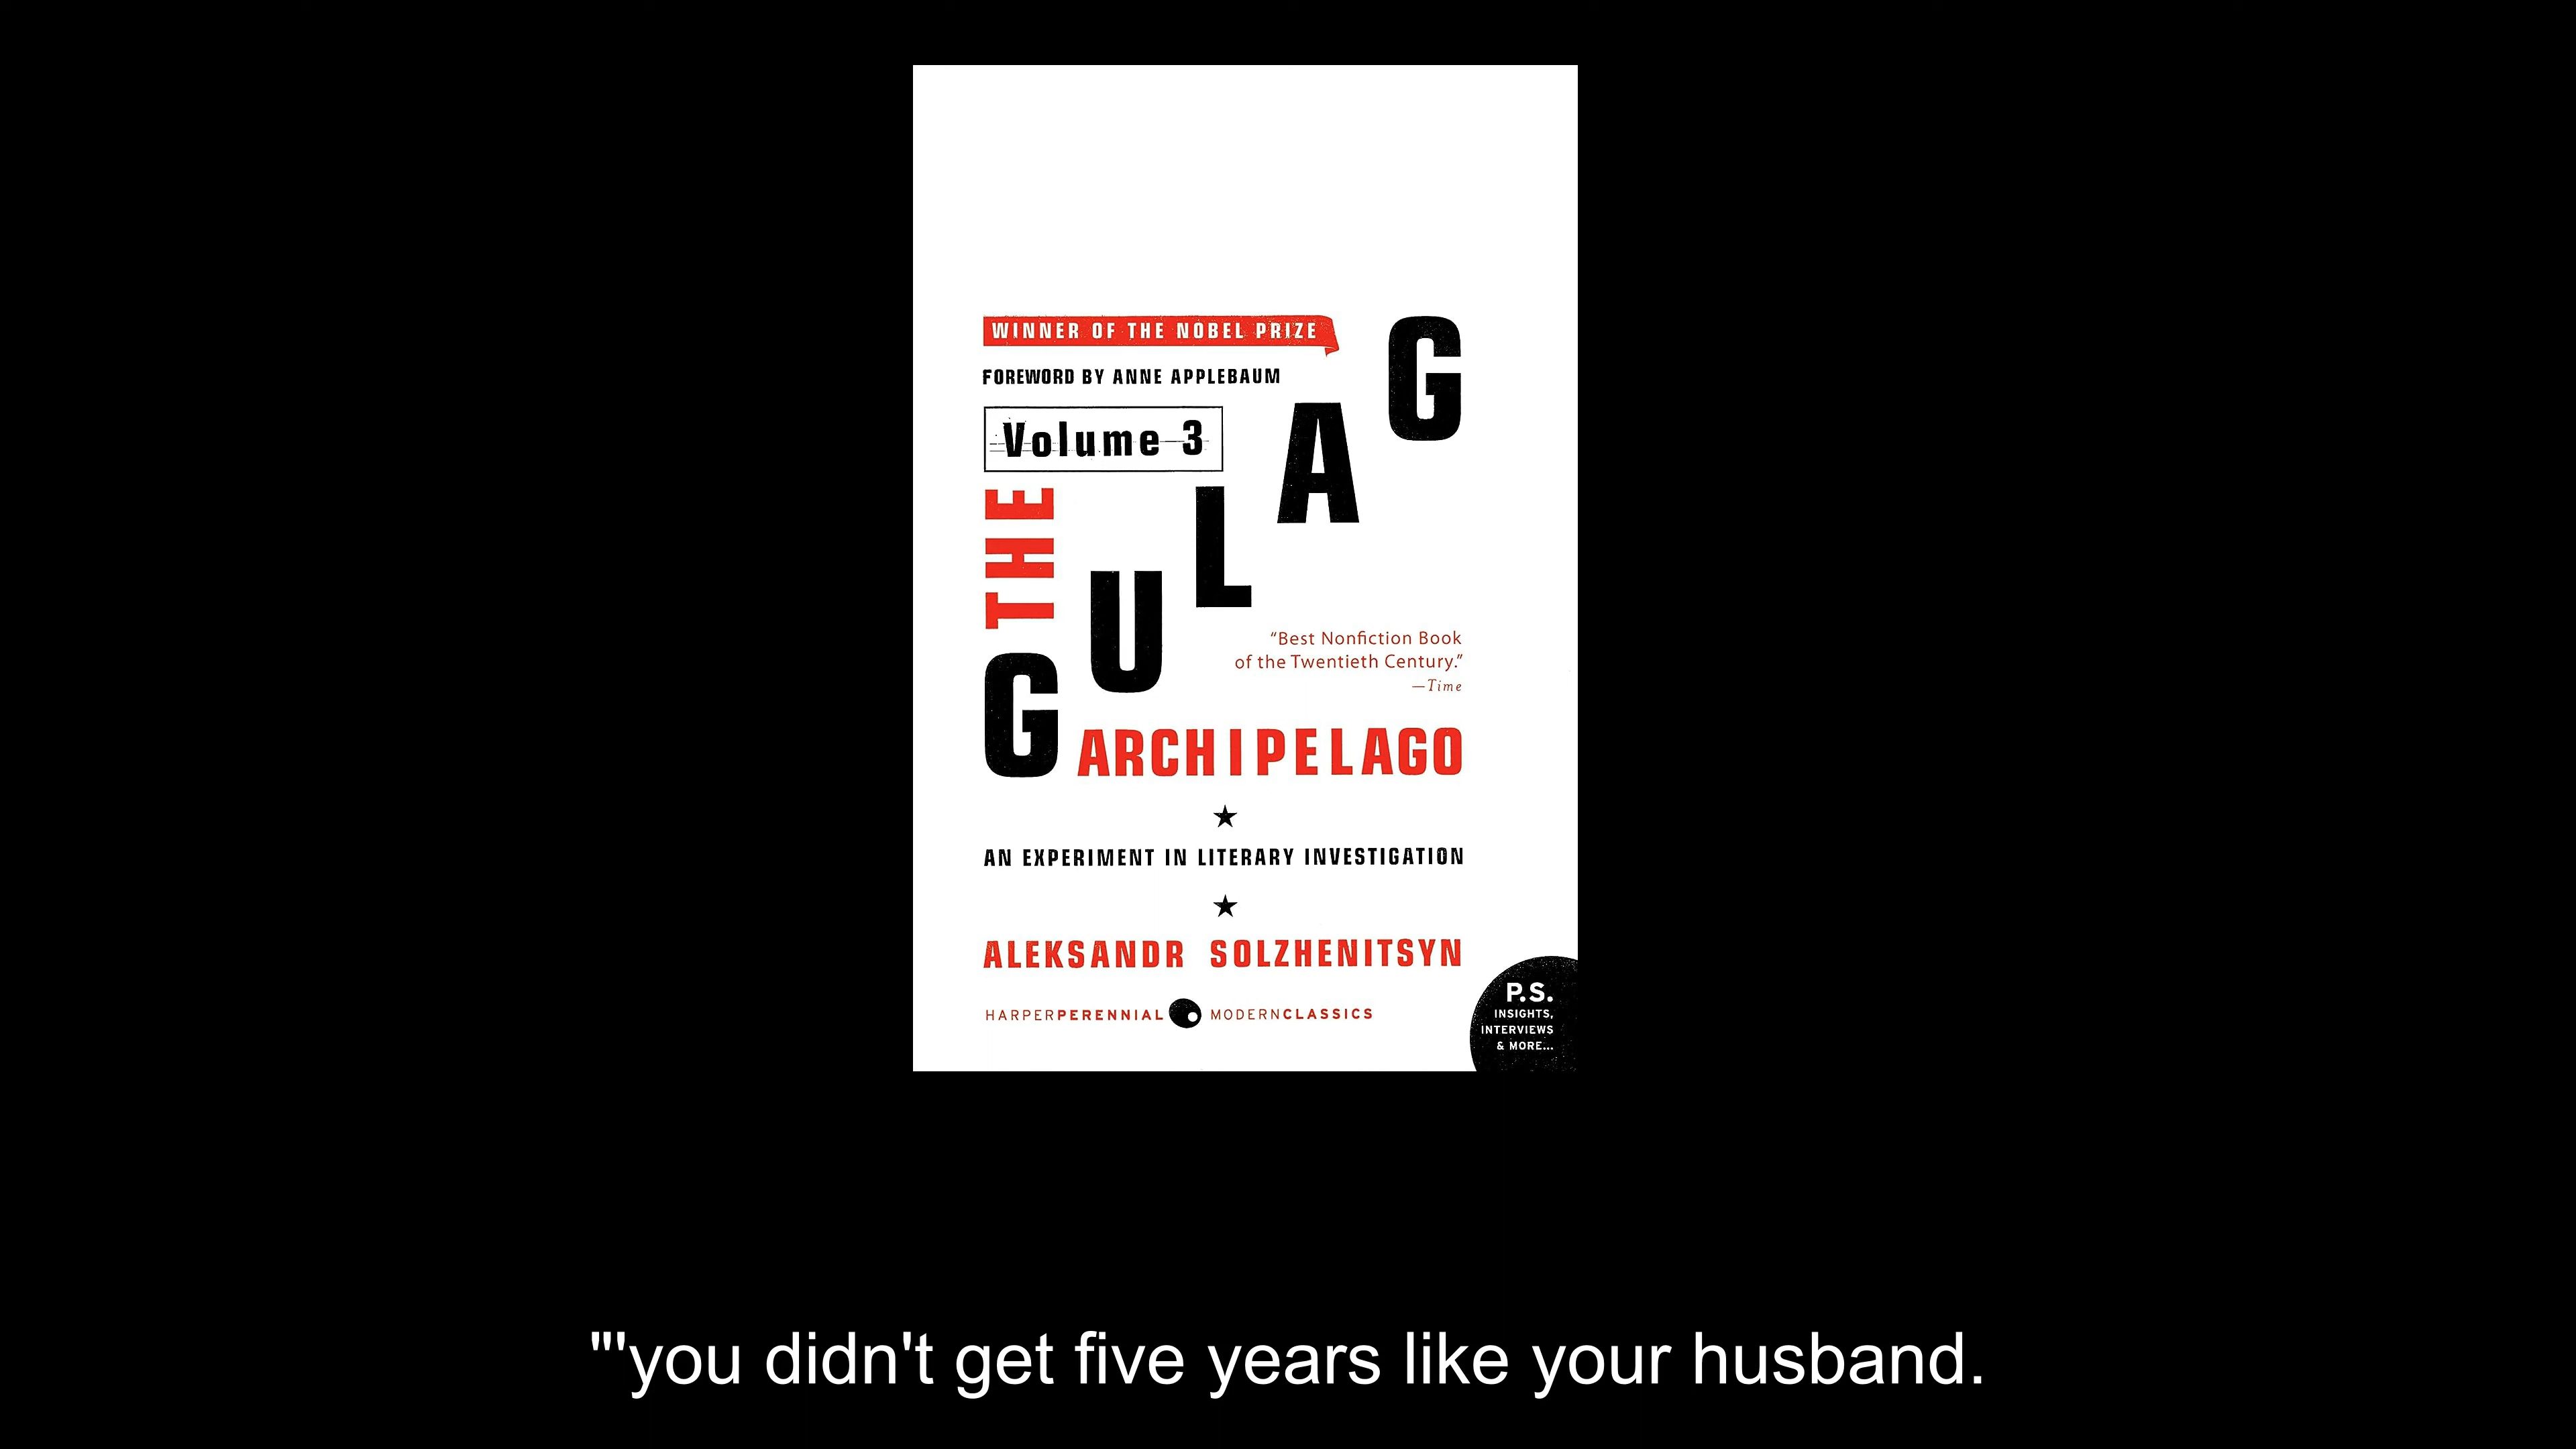 WINNER OF THE NOBEL PRIZE
FOREWORD BY ANNE APPLEBAUM
Volume 3
THE
GULAG
"Best Nonfiction Book
of the Twentieth Century."
—Time
ARCHIPELAGO
AN EXPERIMENT IN LITERARY INVESTIGATION
ALEKSANDR SOLZHENITSYN
HARPERPERENNIAL MODERNCLASSICS
P.S.
INSIGHTS,
INTERVIEWS
& MORE...
"'you didn't get five years like your husband.